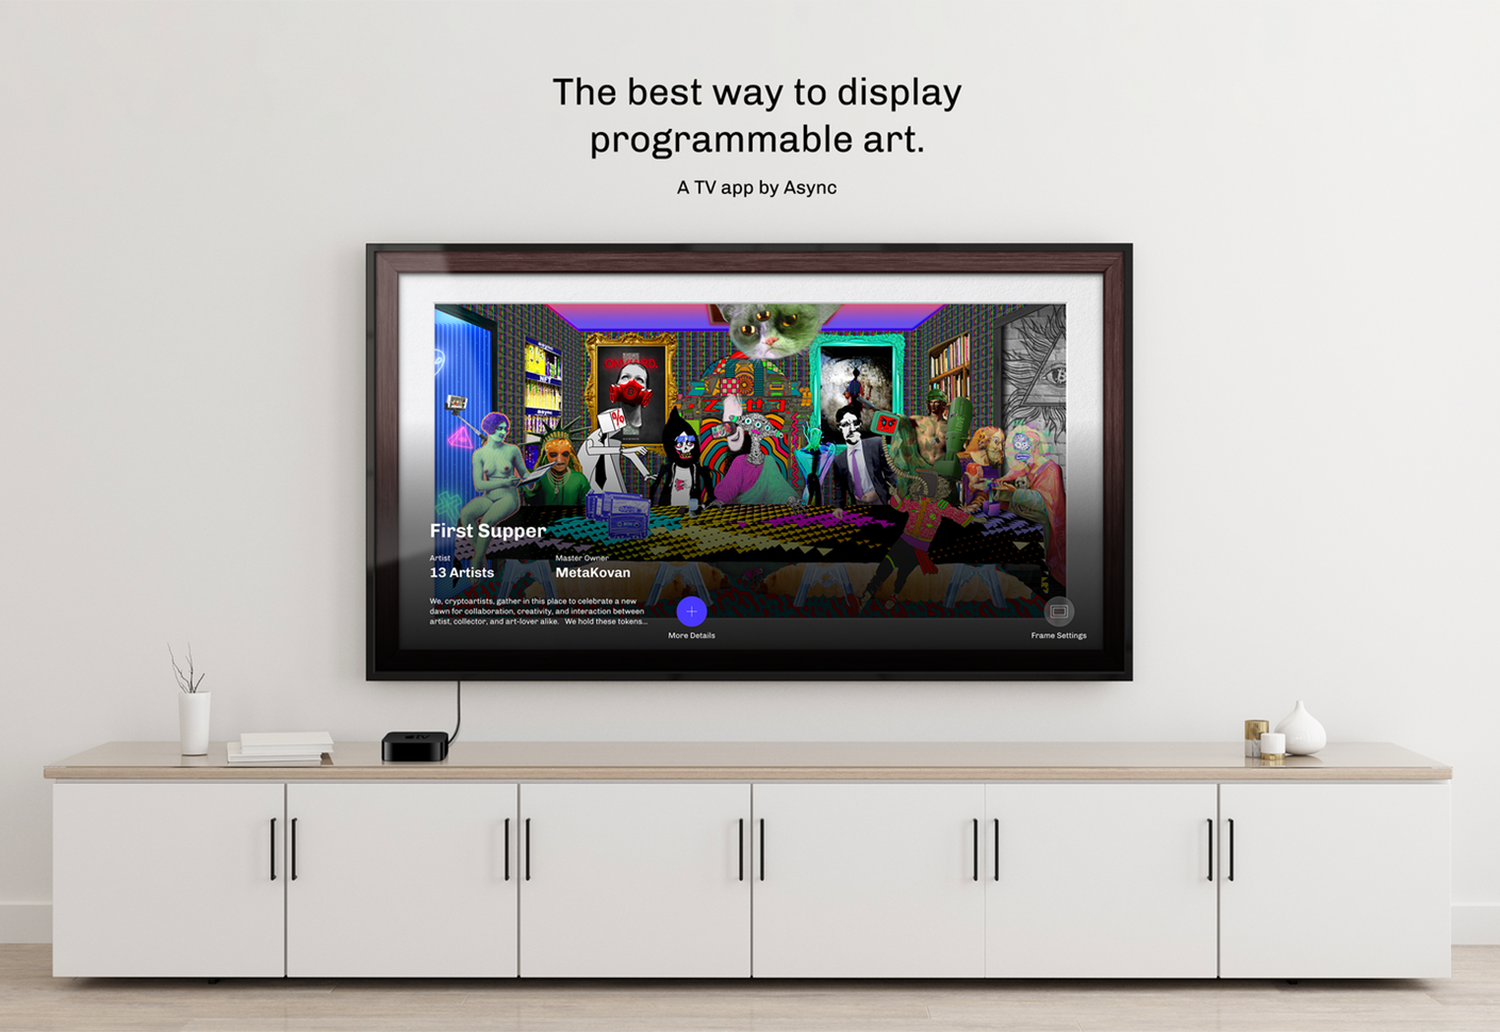 The best way to display
programmable art.
A TV app by Async
%
First Supper
Artist
Master Owner
13 Artists
MetaKovan
We, cryptoartists, gather in this place to celebrate a new
dawn for collaboration, creativity, and interaction between
artist, collector, and art-lover alike. We hold these tokens...
More Details
Frame Settings
tv